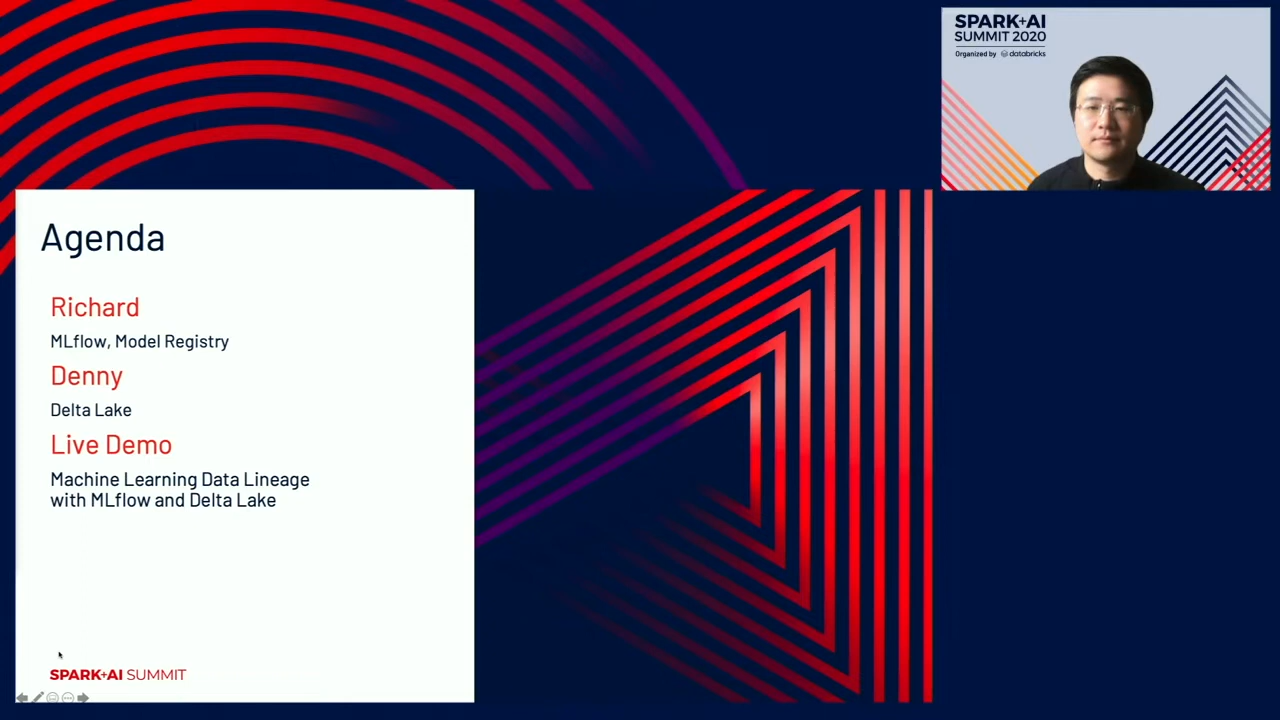 SPARK+AI
SUMMIT 2020
Organized by databricks
Agenda
Richard
MLflow, Model Registry
Denny
Delta Lake
Live Demo
Machine Learning Data Lineage
with MLflow and Delta Lake
SPARK+AI SUMMIT